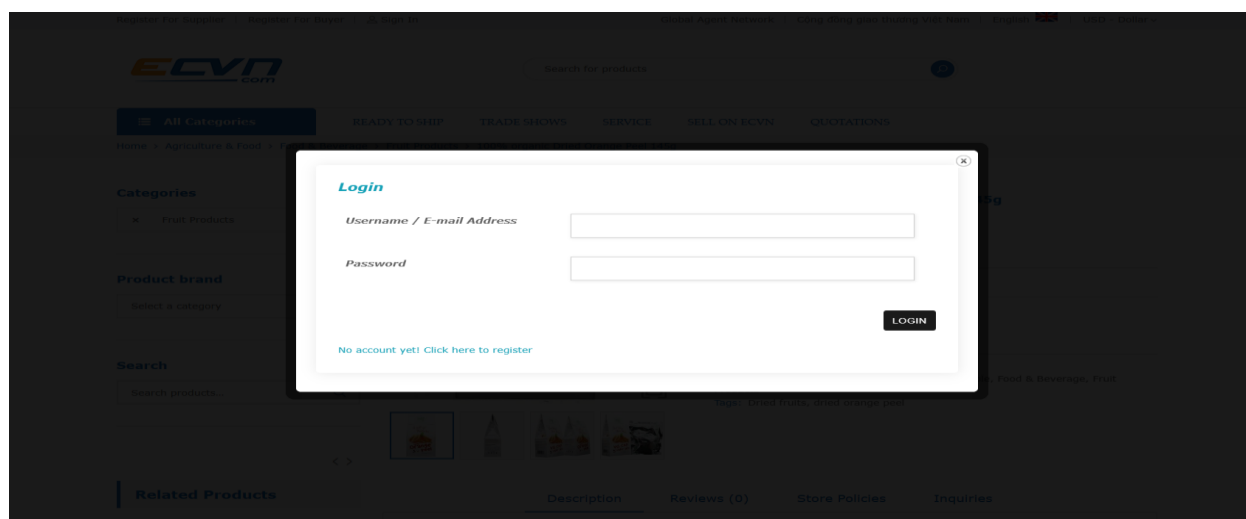 Register For Supplier | Register For Buyer | Sign In
Global Agent Network | Cộng đồng giao thương Việt Nam | English | USD - Dollar
ECVN
com
Search for products
All Categories
READY TO SHIP TRADE SHOWS SERVICE SELL ON ECVN QUOTATIONS
Home > Agriculture & Food >
Login
Username / E-mail Address
Password
LOGIN
No account yet! Click here to register
Categories
Fruit Products
Product brand
Select a category
Search
Search products...
Food & Beverage, Fruit
Tags: Dried fruits, dried orange peel
Related Products
Description Reviews (0) Store Policies Inquiries